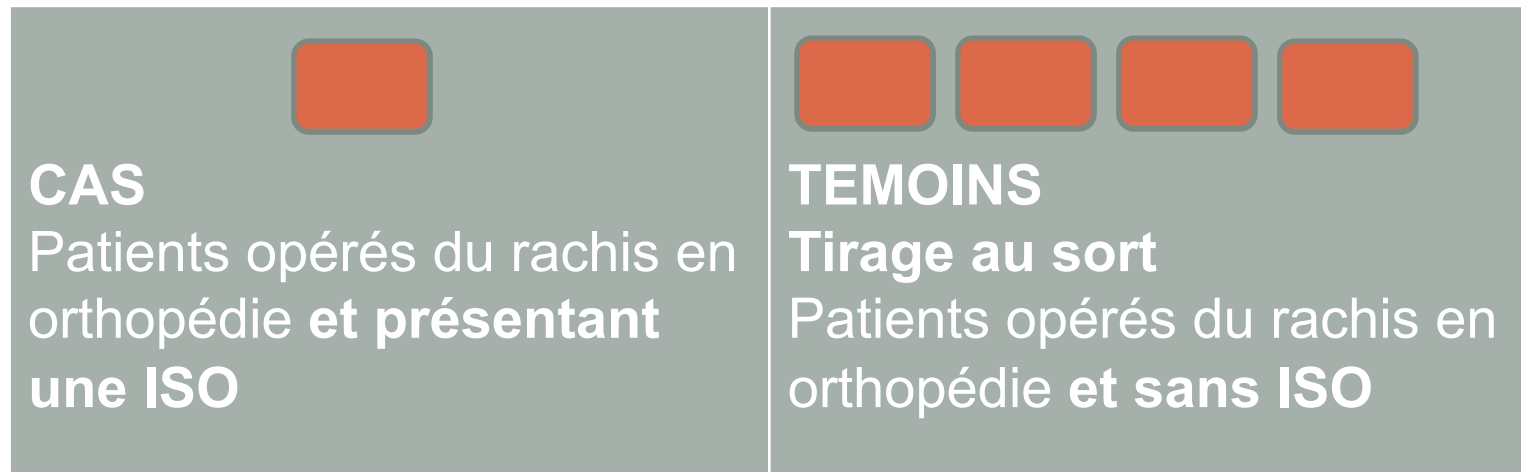 CAS
Patients opérés du rachis en
orthopédie et présentant
une ISO
TEMOINS
Tirage au sort
Patients opérés du rachis en
orthopédie et sans ISO